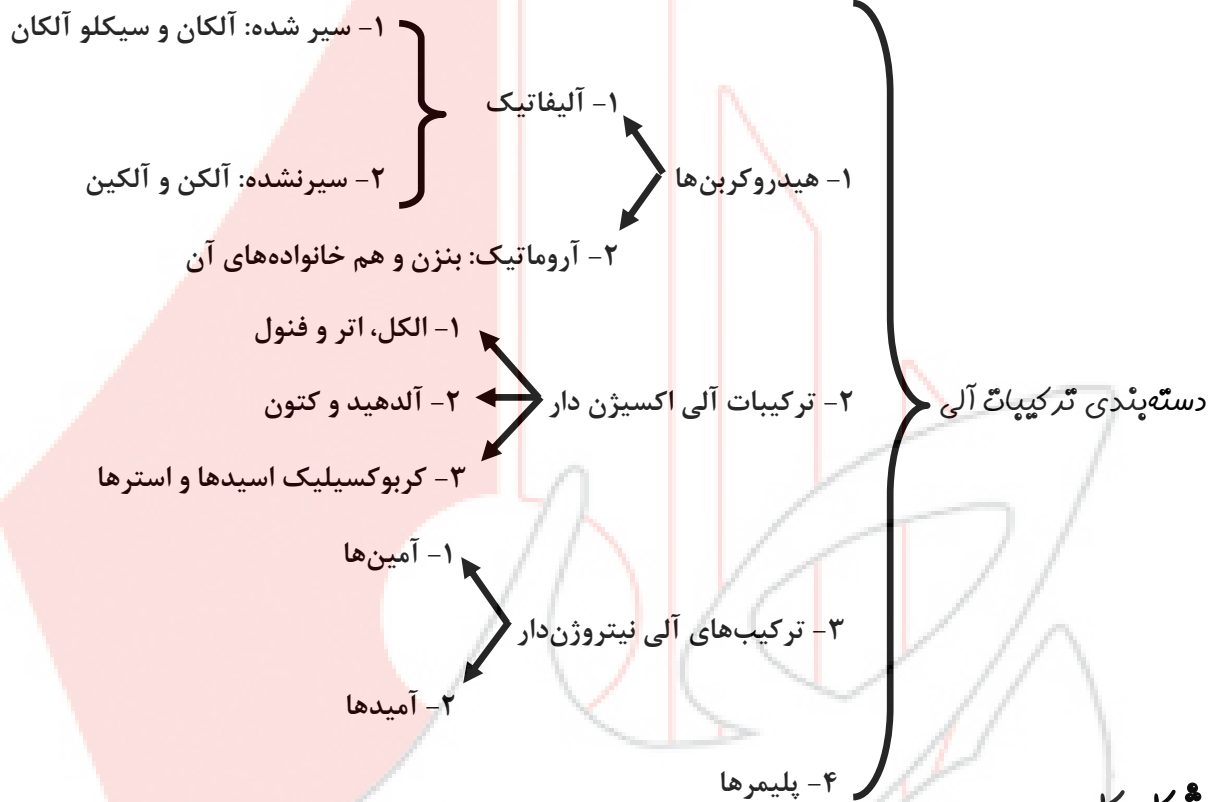 ۱- سیر شده: آلکان و سیکلو آلکان
۱- آلیفاتیک
۲- سیرنشده: آلکن و آلکین
۱- هیدروکربن‌ها
۲- آروماتیک: بنزن و هم خانواده‌های آن
۱- الکل، اتر و فنول
دسته‌بندی ترکیبات آلی
۲- ترکیبات آلی اکسیژن دار
۲- آلدهید و کتون
۳- کربوکسیلیک اسیدها و استرها
۱- آمین‌ها
۳- ترکیب‌های آلی نیتروژن‌دار
۲- آمیدها
۴- پلیمرها